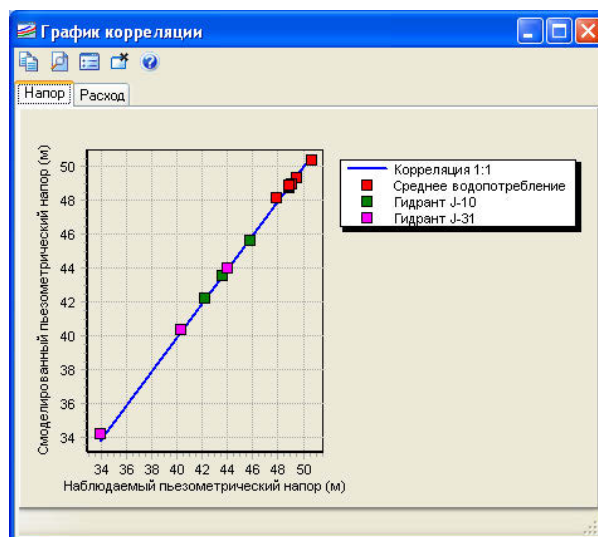 График корреляции
Напор
Расход
Смоделированный пьезометрический напор (м)
50
48
46
44
42
40
38
36
34
34 36 38 40 42 44 46 48 50
Наблюдаемый пьезометрический напор (м)
Корреляция 1:1
Среднее водопотребление
Гидрант J-10
Гидрант J-31